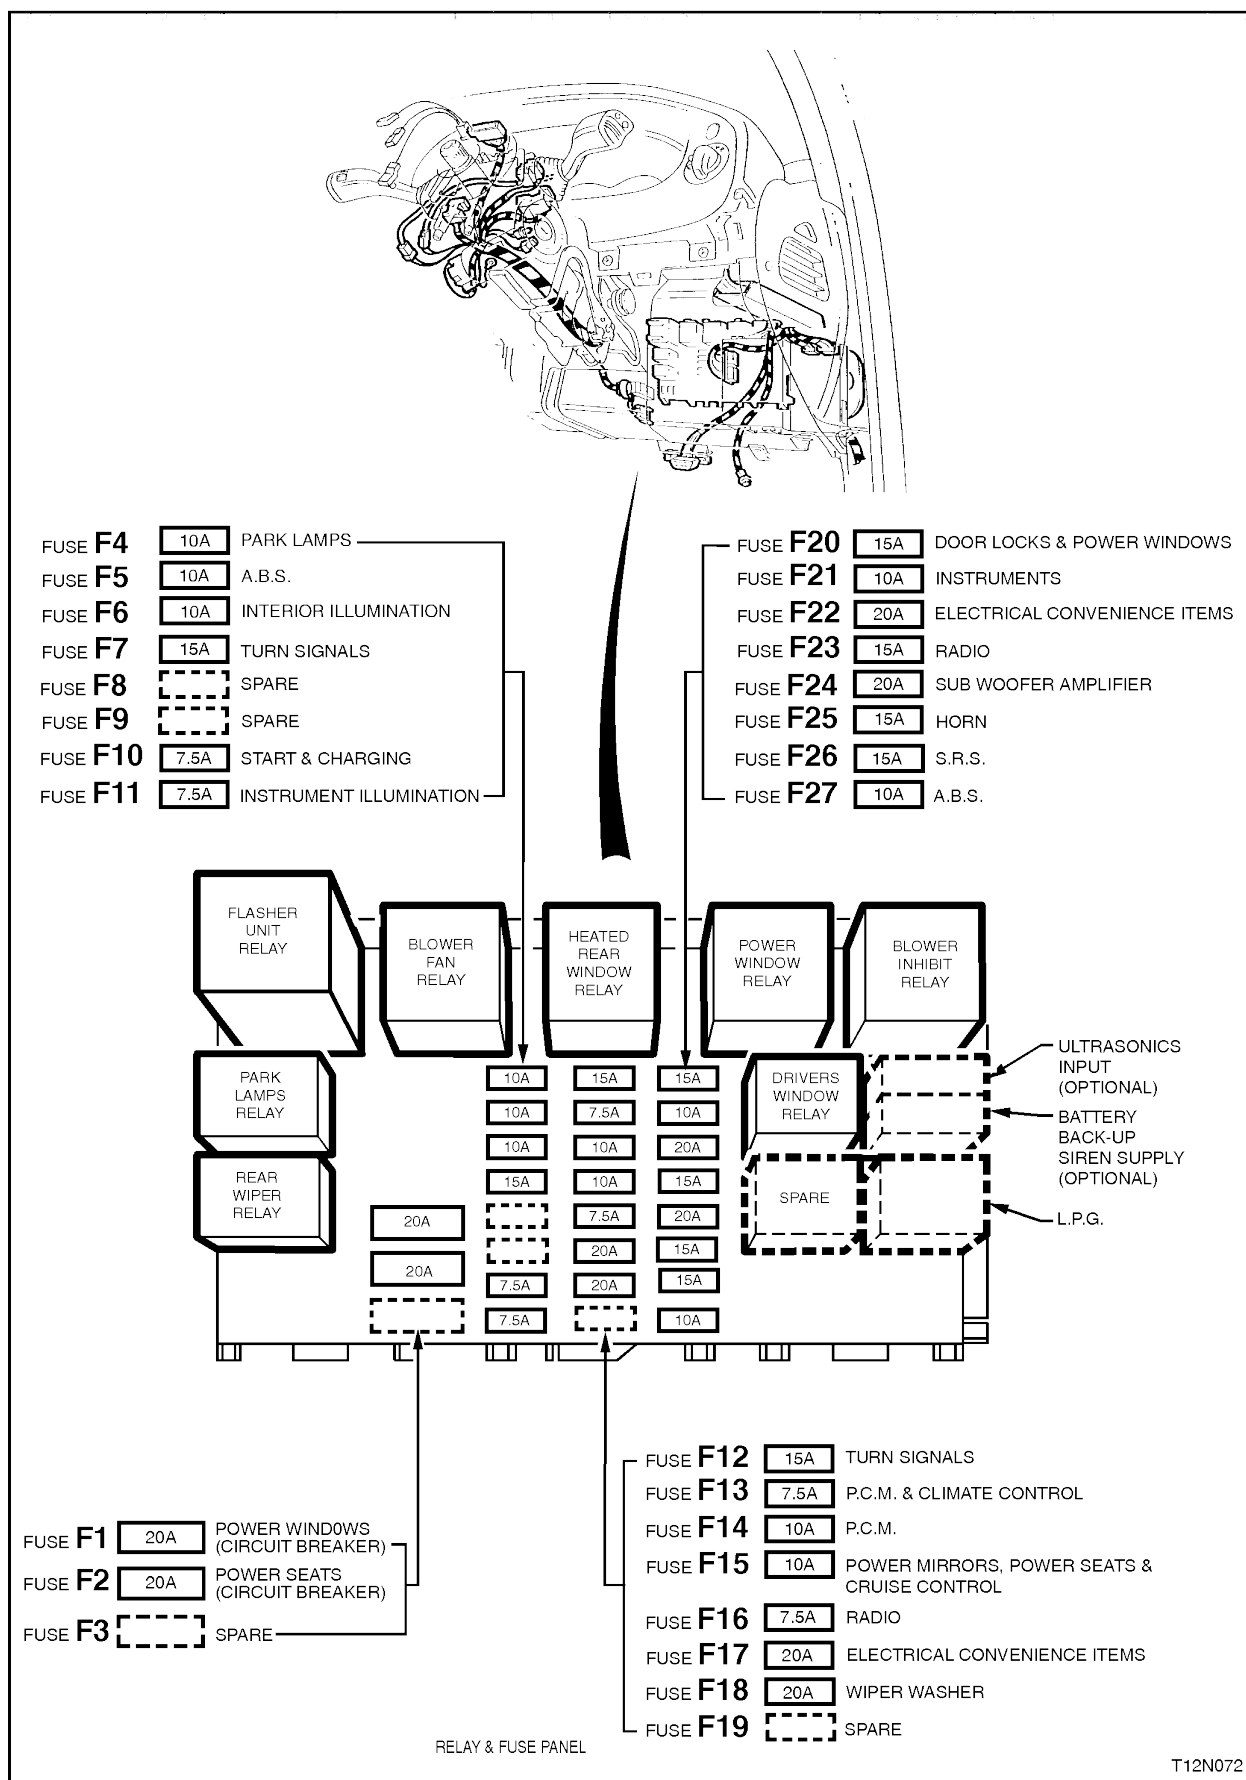 FUSE F4 10A PARK LAMPS
FUSE F5 10A A.B.S.
FUSE F6 10A INTERIOR ILLUMINATION
FUSE F7 15A TURN SIGNALS
FUSE F8 SPARE
FUSE F9 SPARE
FUSE F10 7.5A START & CHARGING
FUSE F11 7.5A INSTRUMENT ILLUMINATION
FUSE F20 15A DOOR LOCKS & POWER WINDOWS
FUSE F21 10A INSTRUMENTS
FUSE F22 20A ELECTRICAL CONVENIENCE ITEMS
FUSE F23 15A RADIO
FUSE F24 20A SUB WOOFER AMPLIFIER
FUSE F25 15A HORN
FUSE F26 15A S.R.S.
FUSE F27 10A A.B.S.
FLASHER
UNIT
RELAY
BLOWER
FAN
RELAY
HEATED
REAR
WINDOW
RELAY
POWER
WINDOW
RELAY
BLOWER
INHIBIT
RELAY
PARK
LAMPS
RELAY
REAR
WIPER
RELAY
20A
20A
10A
10A
10A
15A
7.5A
7.5A
15A
7.5A
10A
10A
7.5A
20A
20A
15A
10A
20A
15A
20A
15A
15A
10A
DRIVERS
WINDOW
RELAY
SPARE
ULTRASONICS
INPUT
(OPTIONAL)
BATTERY
BACK-UP
SIREN SUPPLY
(OPTIONAL)
L.P.G.
FUSE F1 20A POWER WINDOWS
(CIRCUIT BREAKER)
FUSE F2 20A POWER SEATS
(CIRCUIT BREAKER)
FUSE F3 SPARE
FUSE F12 15A TURN SIGNALS
FUSE F13 7.5A P.C.M. & CLIMATE CONTROL
FUSE F14 10A P.C.M.
FUSE F15 10A POWER MIRRORS, POWER SEATS &
CRUISE CONTROL
FUSE F16 7.5A RADIO
FUSE F17 20A ELECTRICAL CONVENIENCE ITEMS
FUSE F18 20A WIPER WASHER
FUSE F19 SPARE
RELAY & FUSE PANEL
T12N072